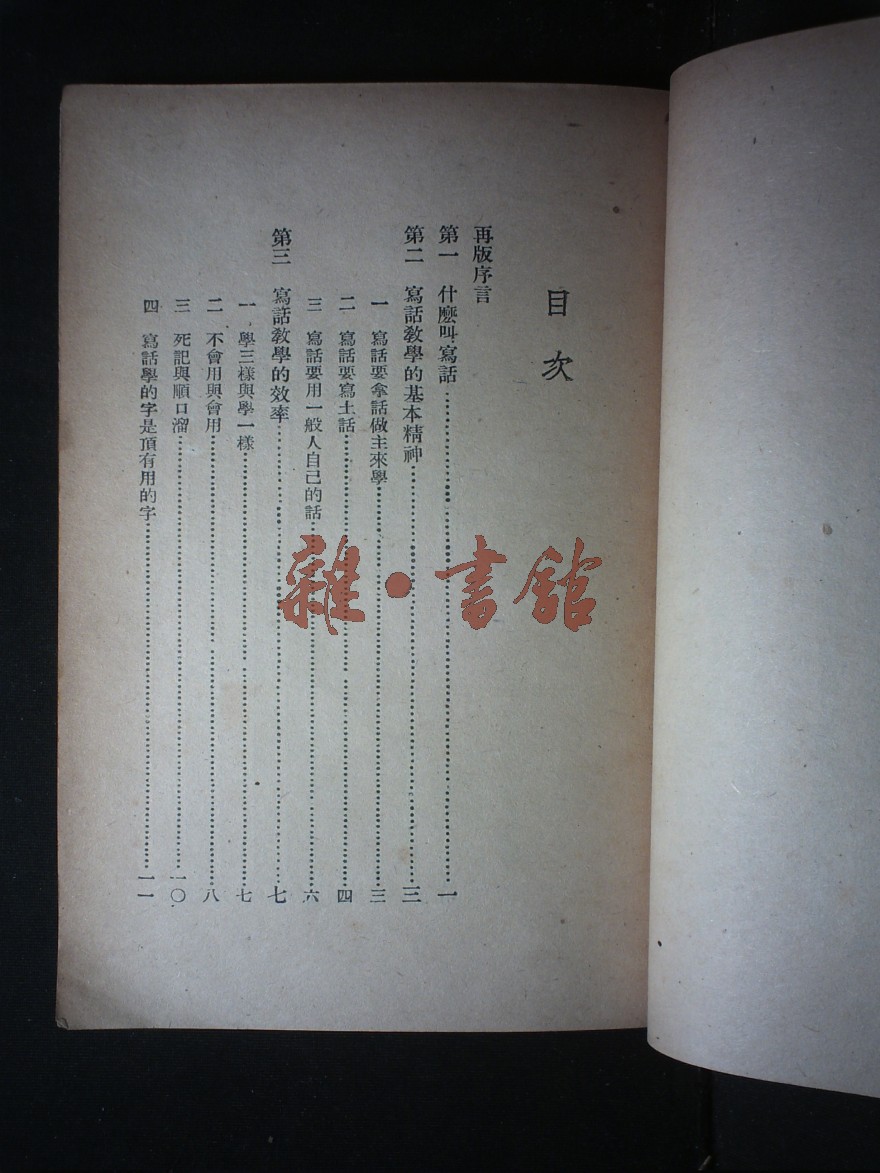 目次
再版序言
第一 什麽叫寫話……一
第二 寫話教學的基本精神……三
一 寫話要拿話做主來學……三
二 寫話要寫土話……四
三 寫話要用一般人自己的話……六
第三 寫話教學的效率……七
一 學三樣與學一樣……七
二 不會用與會用……八
三 死記與順口溜……一〇
四 寫話學的字是頂有用的字……一一
雜·書館